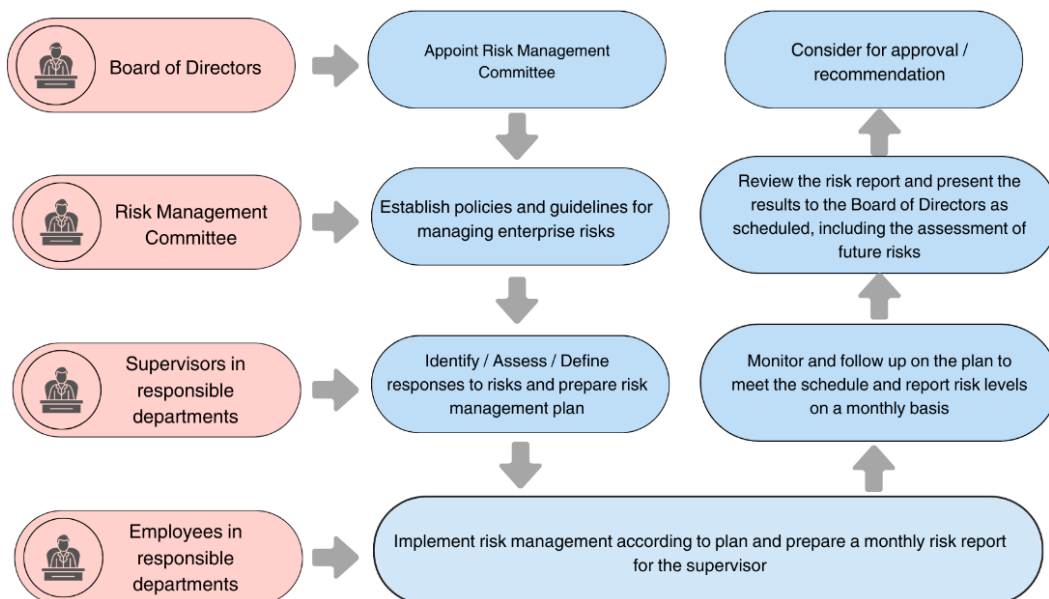 Board of Directors
Appoint Risk Management
Committee
Consider for approval /
recommendation
Risk Management
Committee
Establish policies and guidelines for
managing enterprise risks
Review the risk report and present the
results to the Board of Directors as
scheduled, including the assessment of
future risks
Supervisors in
responsible
departments
Identify / Assess / Define
responses to risks and prepare risk
management plan
Monitor and follow up on the plan to
meet the schedule and report risk levels
on a monthly basis
Employees in
responsible
departments
Implement risk management according to plan and prepare a monthly risk report
for the supervisor